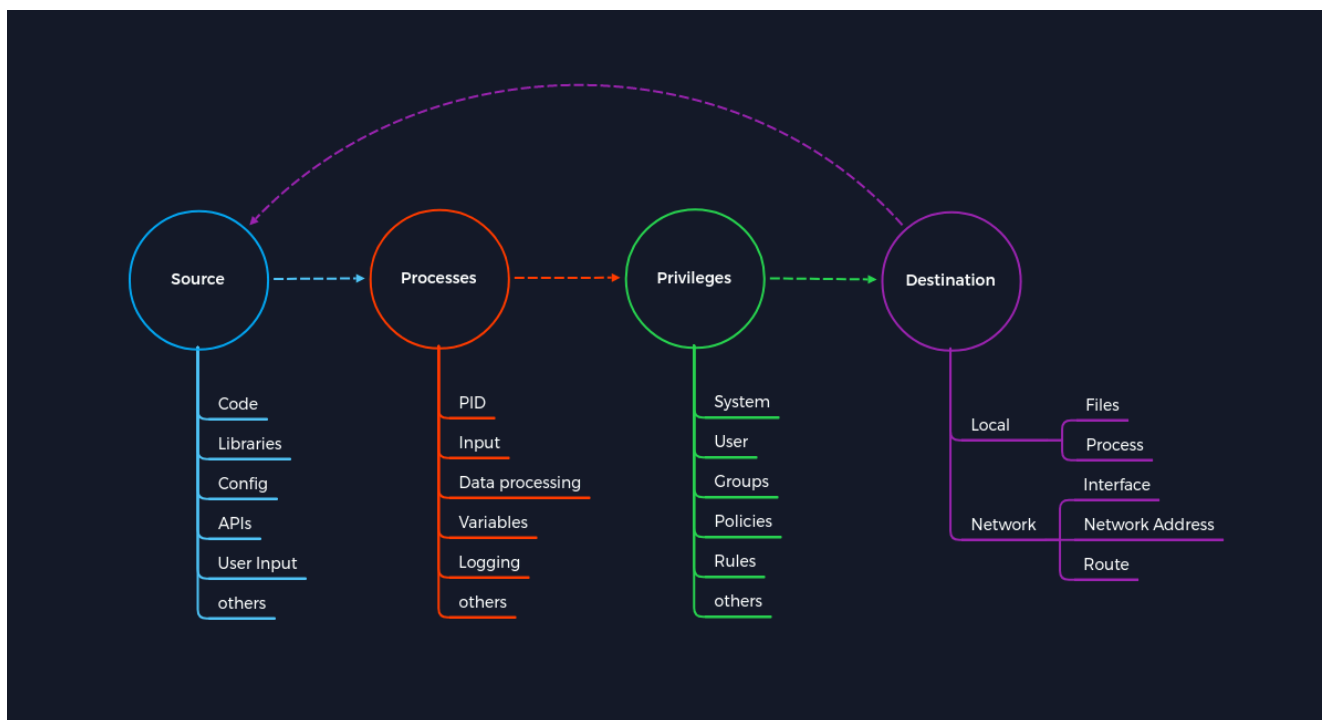 Source
Processes
Privileges
Destination
Code
Libraries
Config
APIs
User Input
others
PID
Input
Data processing
Variables
Logging
others
System
User
Groups
Policies
Rules
others
Local
Files
Process
Network
Interface
Network Address
Route